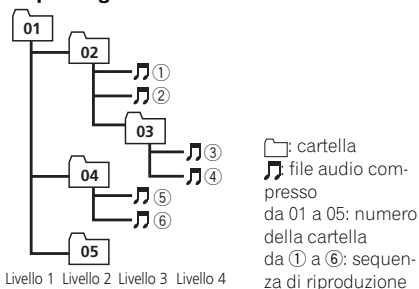 01
02
①
②
03
③
④
04
⑤
⑥
05
Livello 1 Livello 2 Livello 3 Livello 4
: cartella
: file audio com-
presso
da 01 a 05: numero
della cartella
da ① a ⑥: sequen-
za di riproduzione